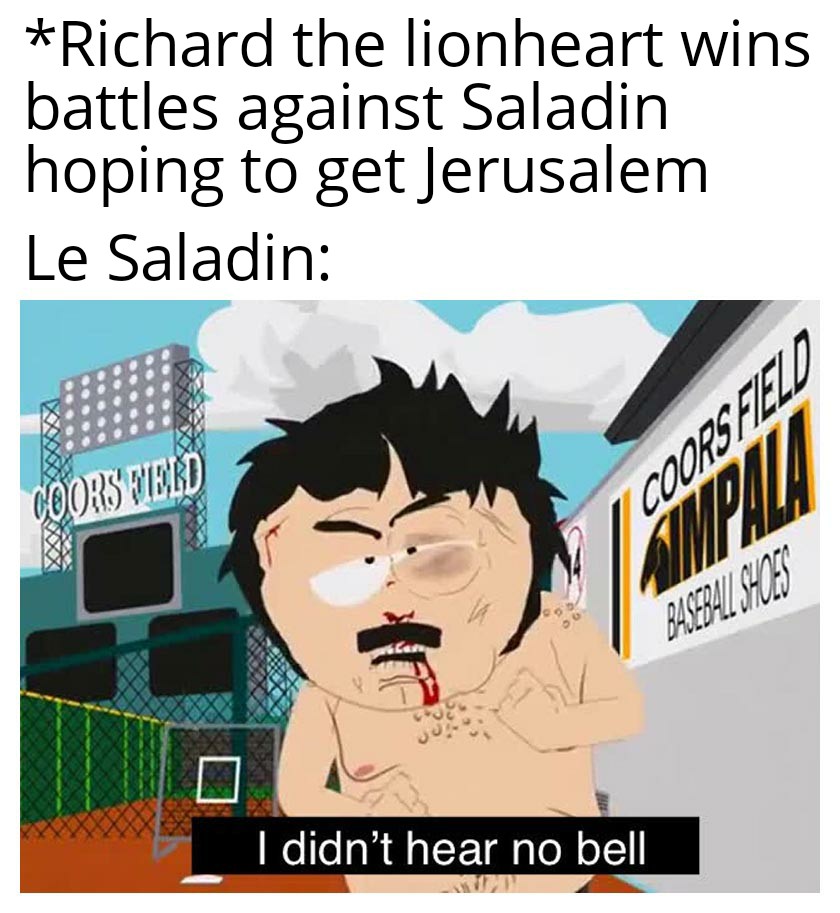 *Richard the lionheart wins
battles against Saladin
hoping to get Jerusalem
Le Saladin:
COORS FIELD
COORS FIELD
IMPALA
BASEBALL SHOES
4
I didn't hear no bell